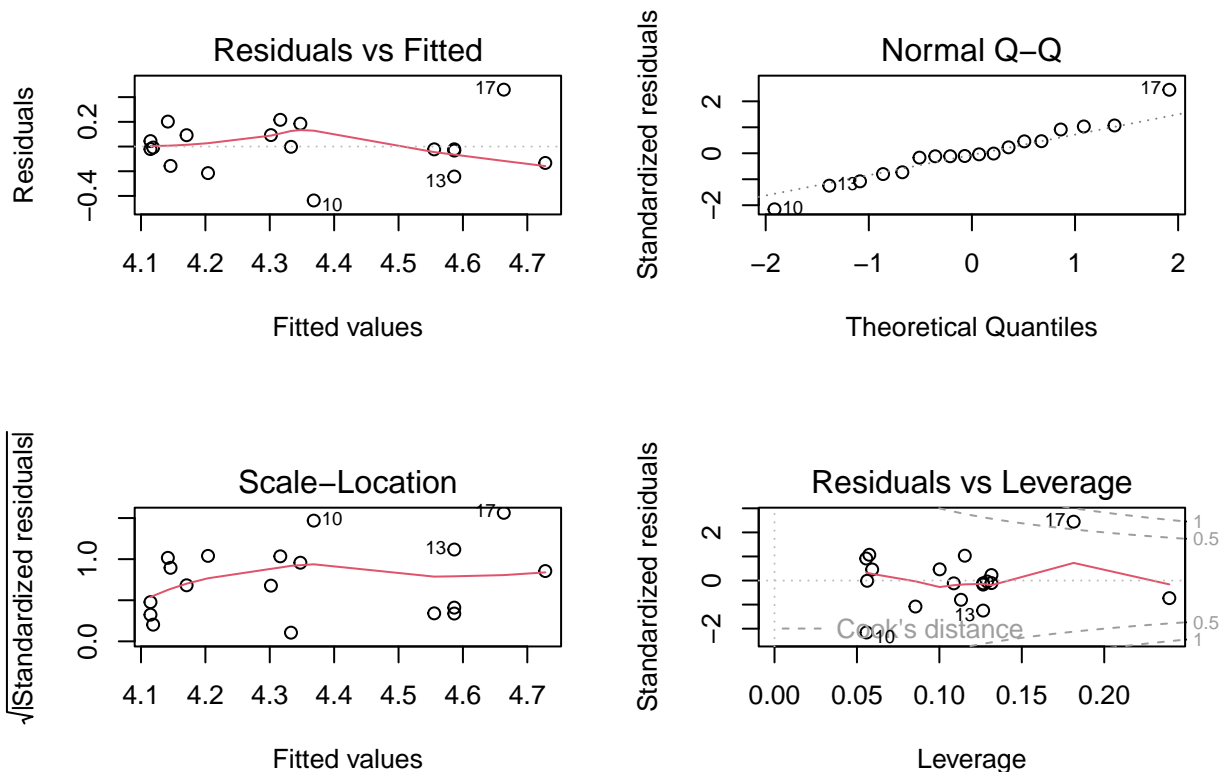 Residuals vs Fitted
Residuals
0.2
−0.4
17
13
10
4.1 4.2 4.3 4.4 4.5 4.6 4.7
Fitted values
Normal Q−Q
Standardized residuals
2
0
−2
17
13
10
−2 −1 0 1 2
Theoretical Quantiles
Scale−Location
√|Standardized residuals|
1.0
0.0
10
17
13
4.1 4.2 4.3 4.4 4.5 4.6 4.7
Fitted values
Residuals vs Leverage
Standardized residuals
2
0
−2
17
13
10
Cook's distance
1
0.5
0.5
1
0.00 0.05 0.10 0.15 0.20
Leverage